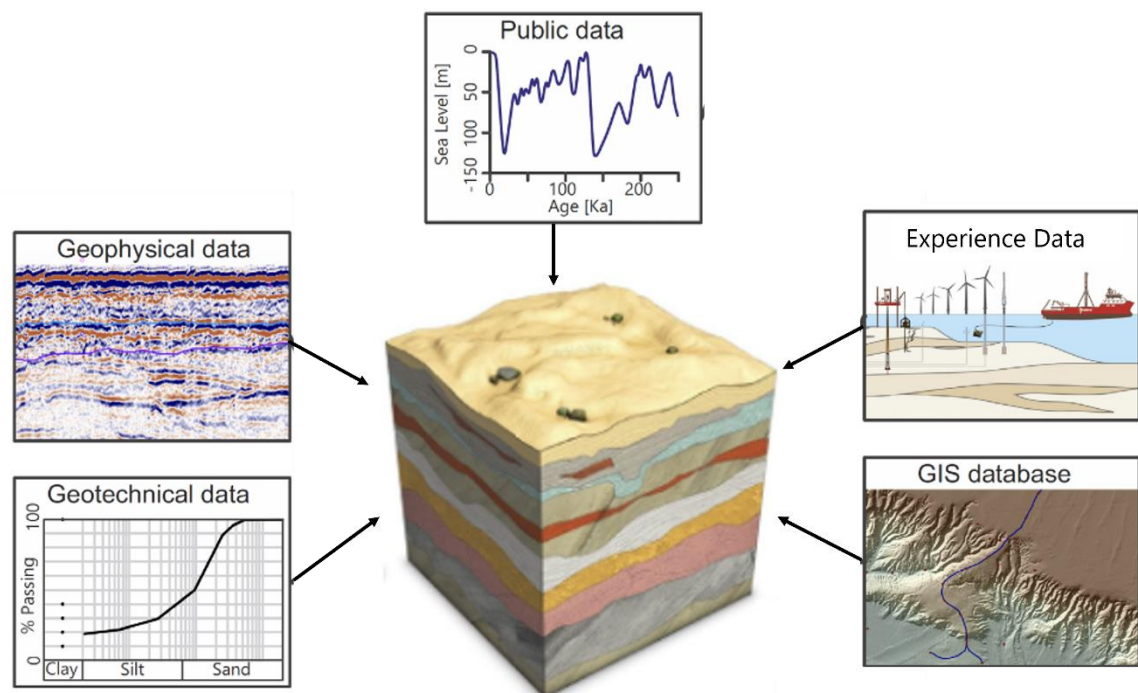 Public data
0
50
100
-150
Sea Level [m]
0
100
200
Age [Ka]
Geophysical data
Experience Data
Geotechnical data
100
% Passing
0
Clay
Silt
Sand
GIS database